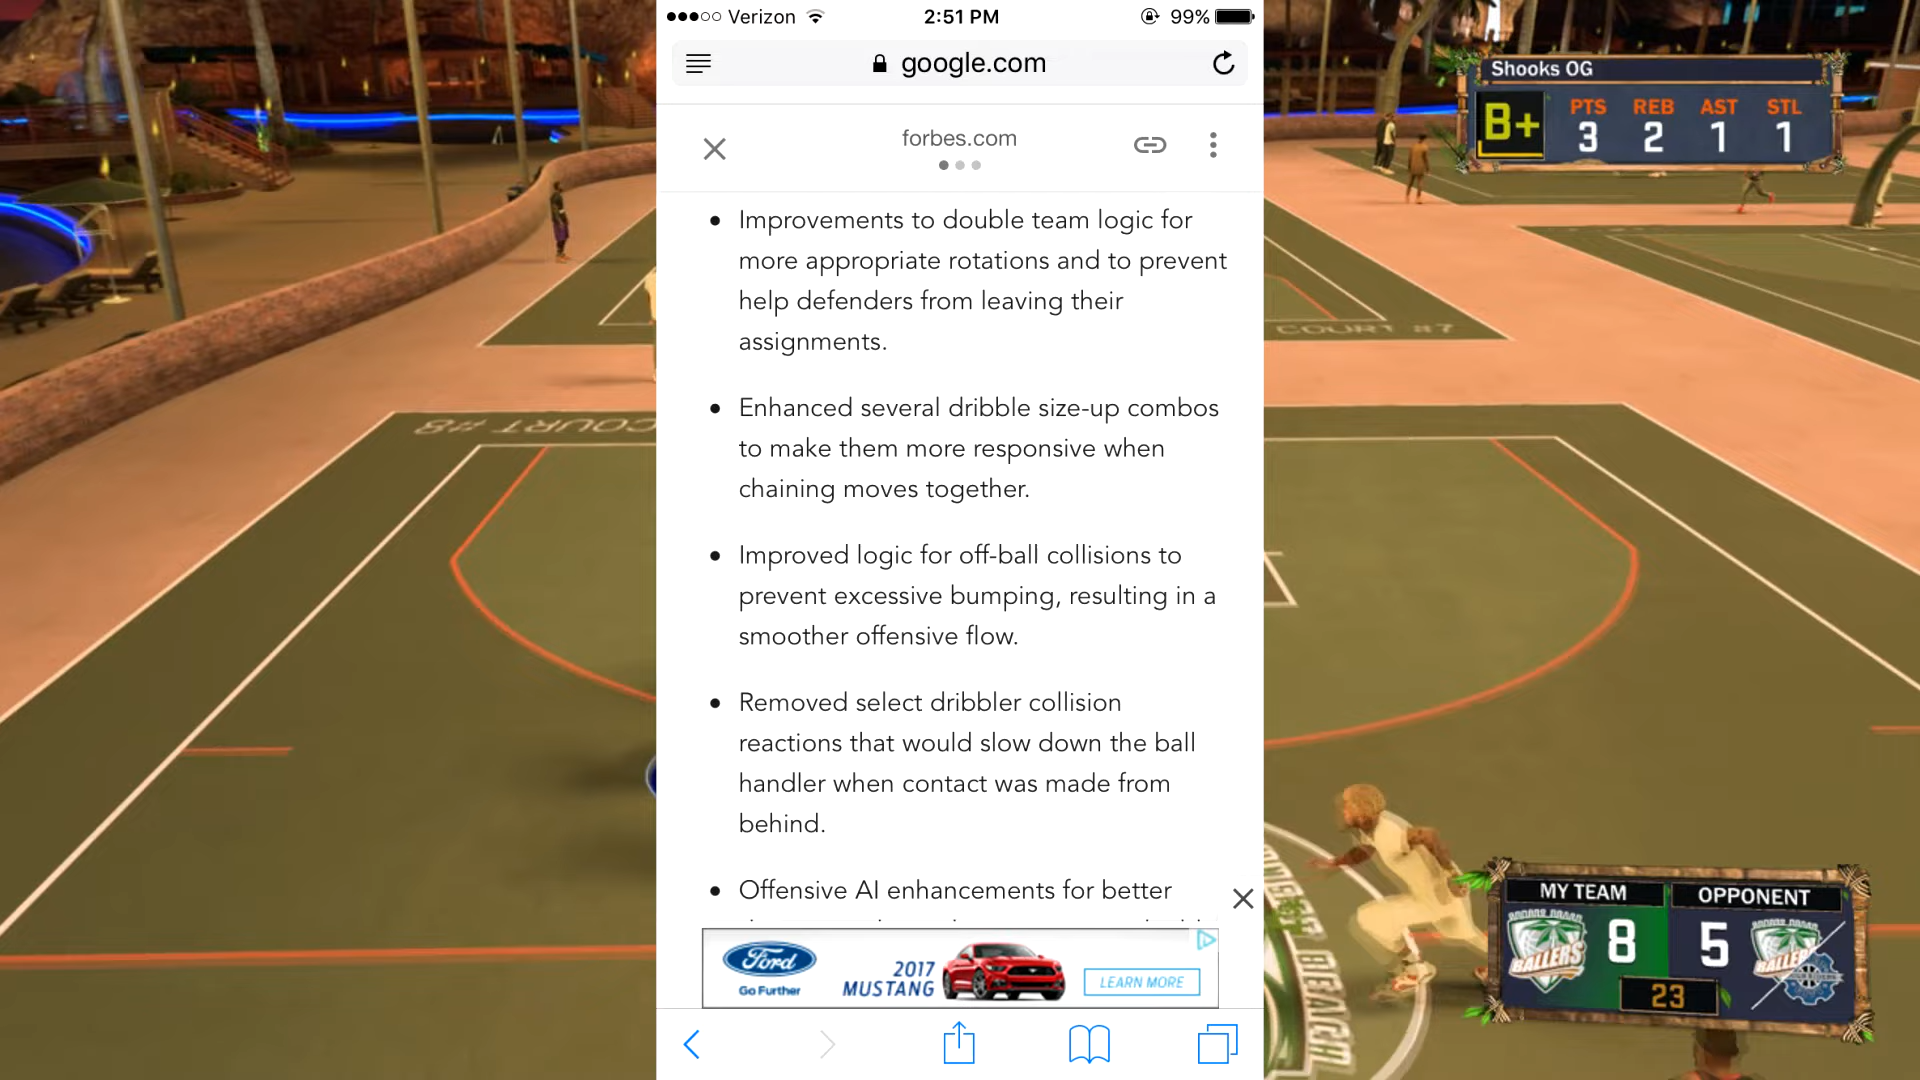 Verizon
2:51 PM
99%
google.com
forbes.com
• Improvements to double team logic for
more appropriate rotations and to prevent
help defenders from leaving their
assignments.
• Enhanced several dribble size-up combos
to make them more responsive when
chaining moves together.
• Improved logic for off-ball collisions to
prevent excessive bumping, resulting in a
smoother offensive flow.
• Removed select dribbler collision
reactions that would slow down the ball
handler when contact was made from
behind.
• Offensive AI enhancements for better
Ford
Go Further
2017
MUSTANG
LEARN MORE
Shooks OG
B+
PTS REB AST STL
3 2 1 1
COURT #7
COURT #8
MY TEAM OPPONENT
BALLERS 8 5 BALLE
23
BEACH